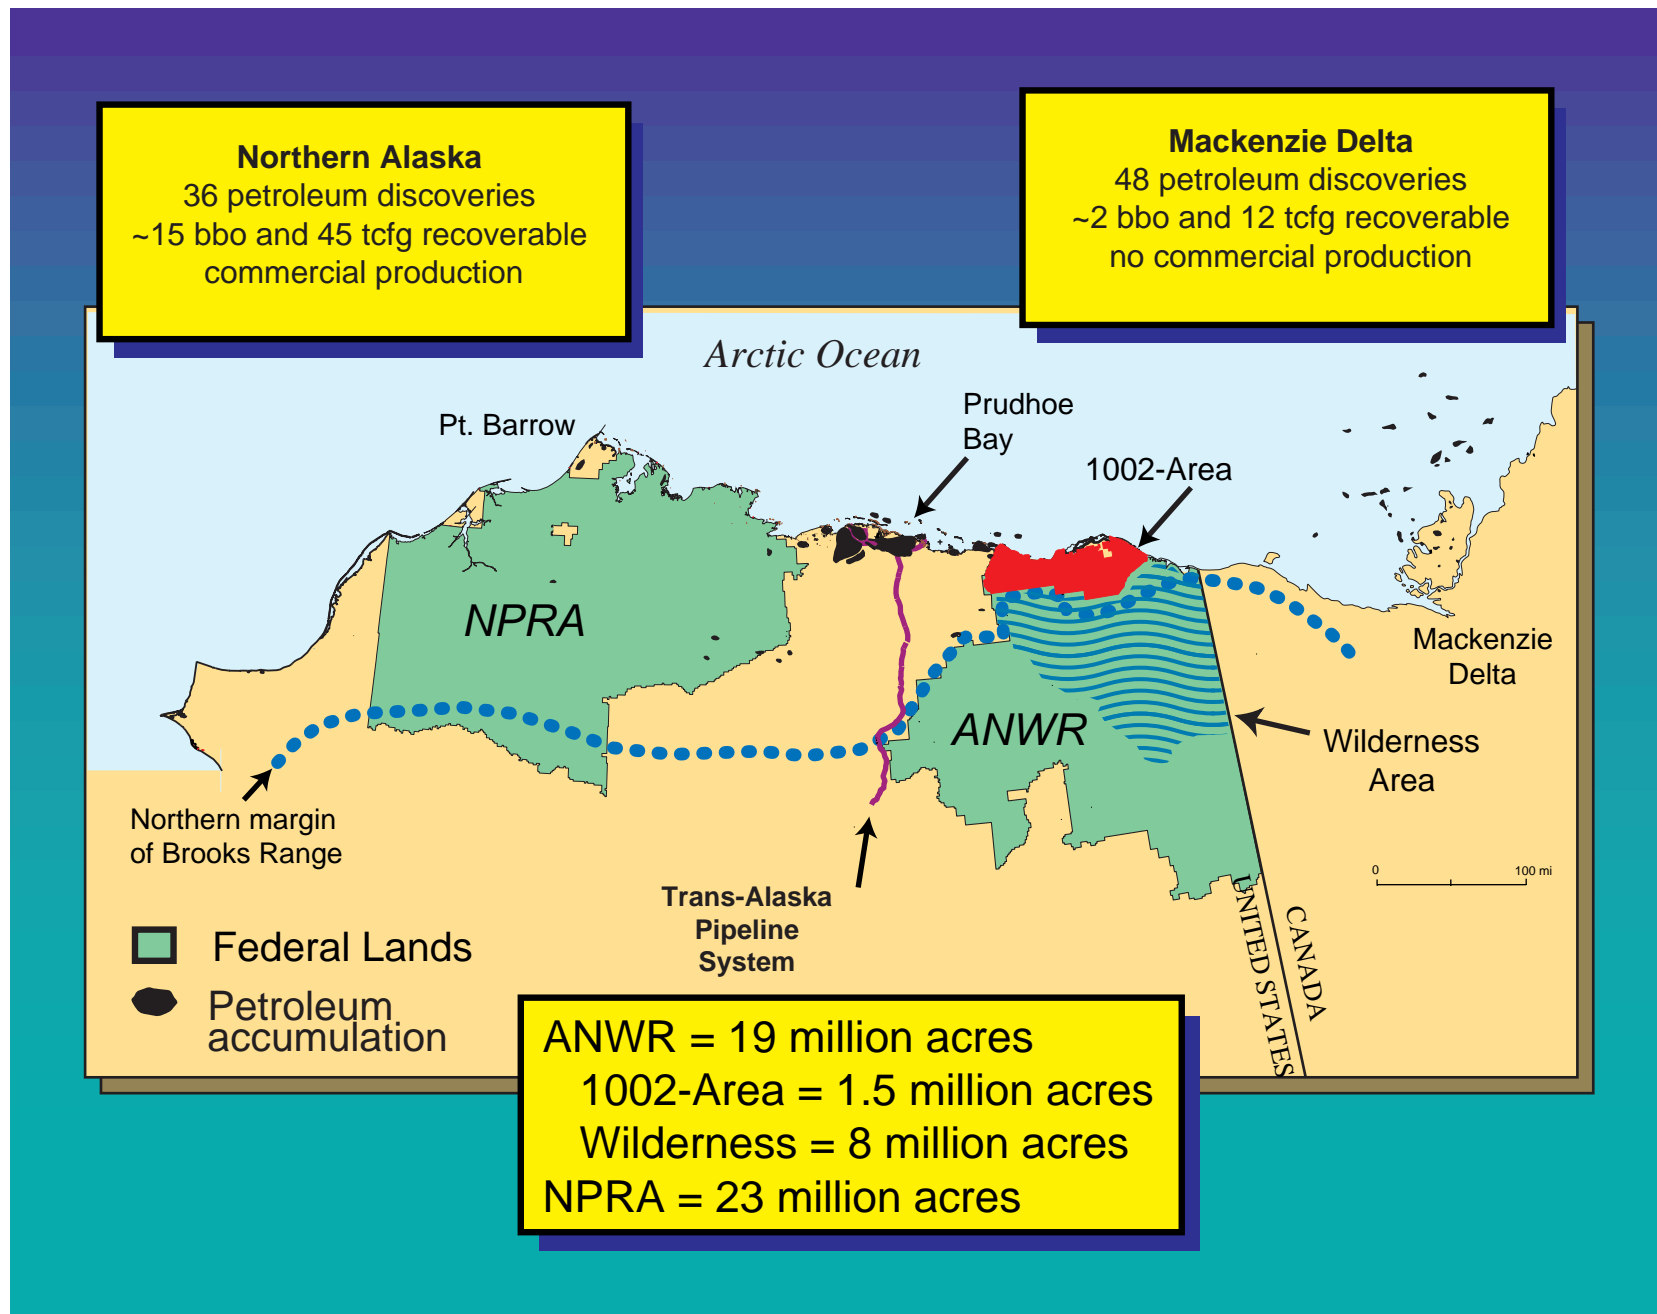 Northern Alaska
36 petroleum discoveries
~15 bbo and 45 tcfg recoverable
commercial production
Mackenzie Delta
48 petroleum discoveries
~2 bbo and 12 tcfg recoverable
no commercial production
Arctic Ocean
Pt. Barrow
Prudhoe
Bay
1002-Area
NPRA
Mackenzie
Delta
ANWR
Wilderness
Area
Northern margin
of Brooks Range
0 100 mi
Trans-Alaska
Pipeline
System
UNITED STATES
CANADA
Federal Lands
Petroleum
accumulation
ANWR = 19 million acres
1002-Area = 1.5 million acres
Wilderness = 8 million acres
NPRA = 23 million acres